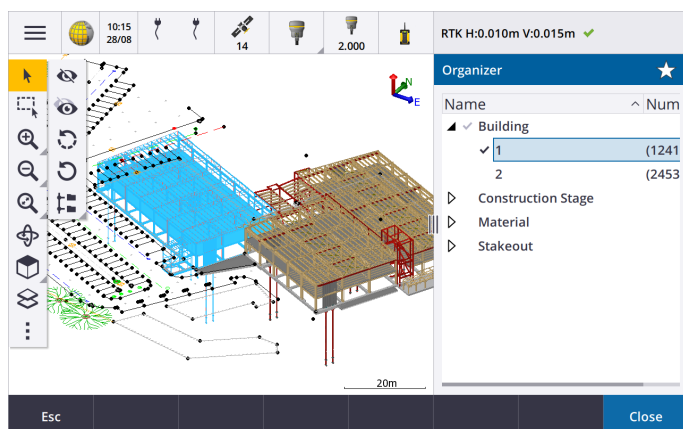 10:15
28/08
14
2.000
RTK H:0.010m V:0.015m
Organizer
Name
Num
Building
1
(1241
2
(2453
Construction Stage
Material
Stakeout
N
E
20m
Esc
Close